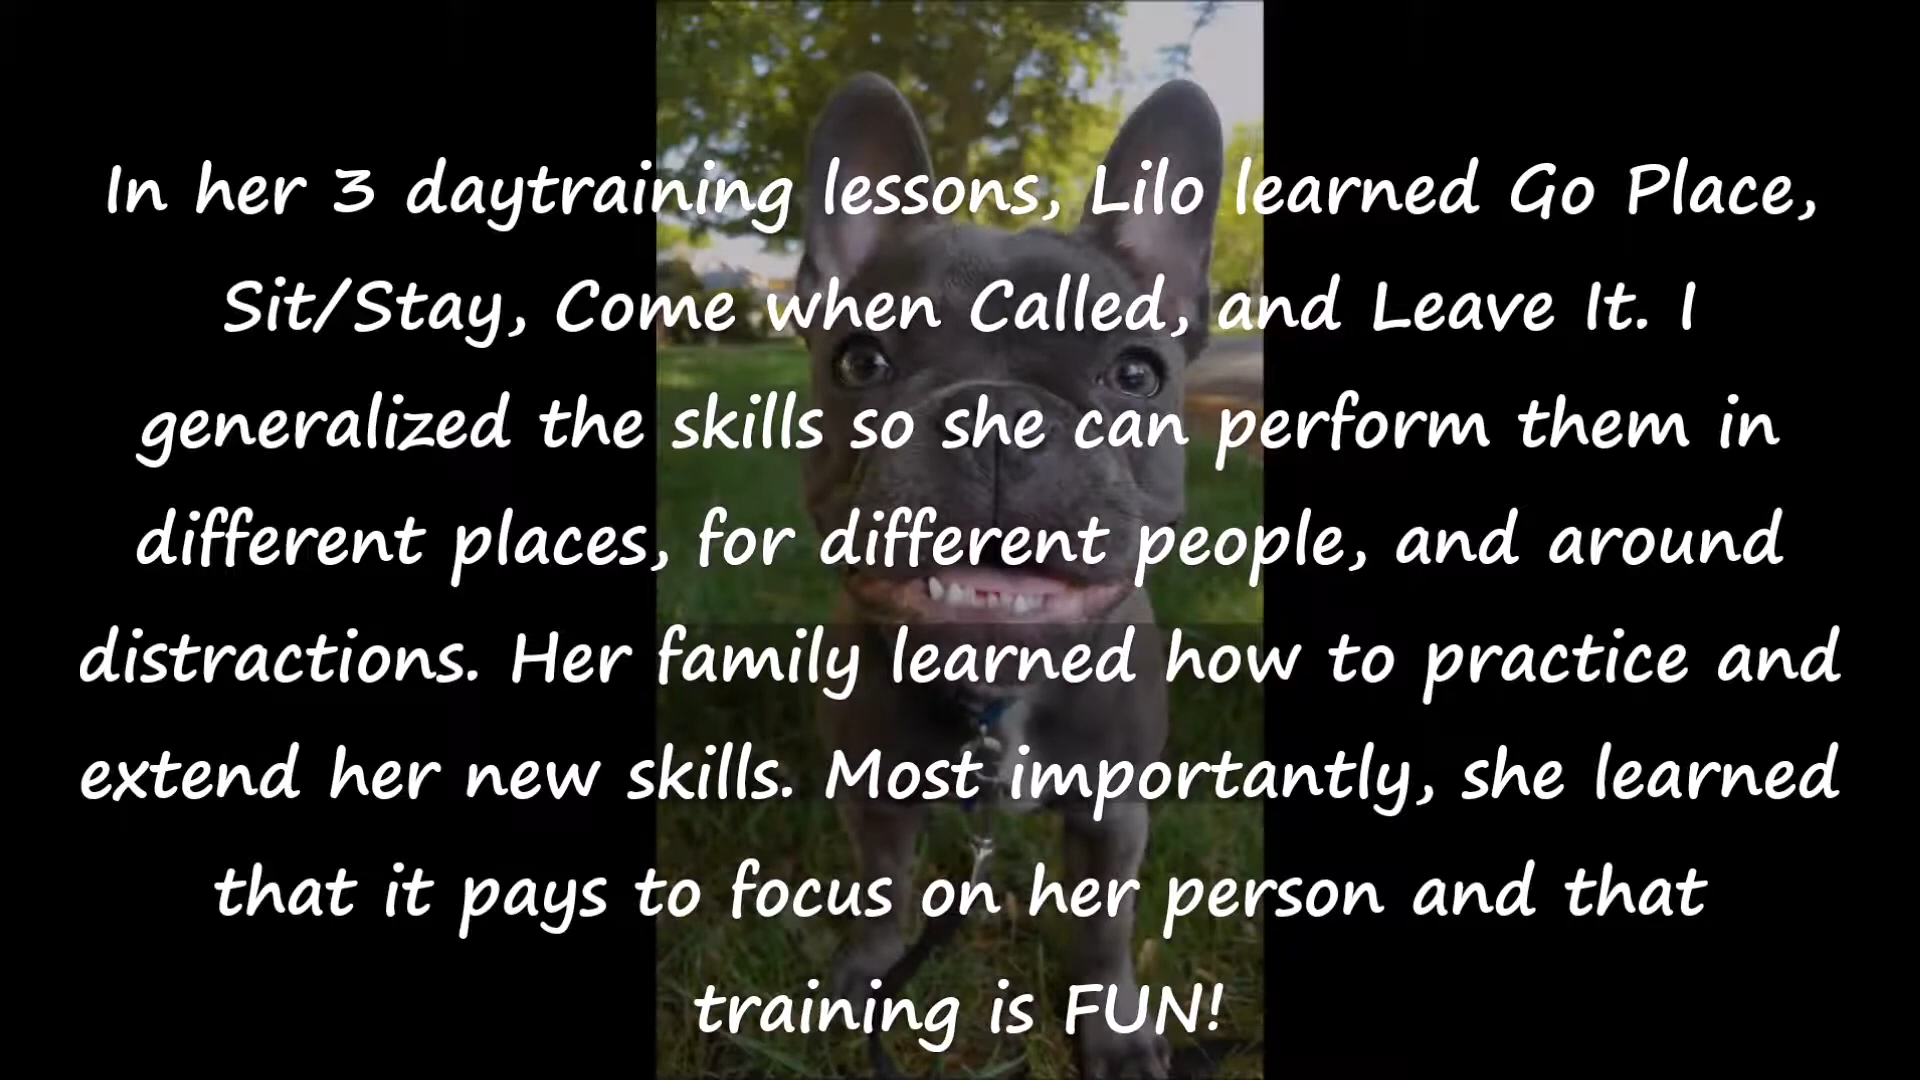 In her 3 daytraining lessons, Lilo learned Go Place,
Sit/Stay, Come when Called, and Leave It. I
generalized the skills so she can perform them in
different places, for different people, and around
distractions. Her family learned how to practice and
extend her new skills. Most importantly, she learned
that it pays to focus on her person and that
training is FUN!